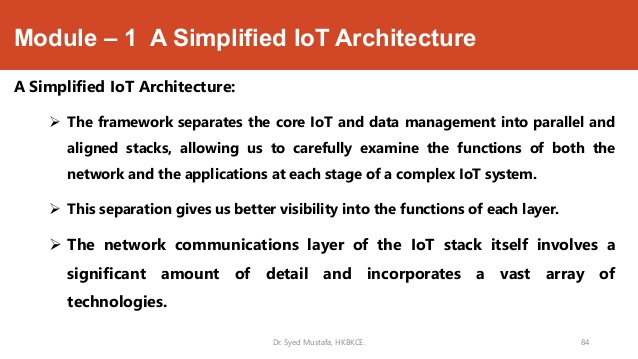 Module – 1  A Simplified IoT Architecture
A Simplified IoT Architecture:
➢ The framework separates the core IoT and data management into parallel and
aligned stacks, allowing us to carefully examine the functions of both the
network and the applications at each stage of a complex IoT system.
➢ This separation gives us better visibility into the functions of each layer.
➢ The network communications layer of the IoT stack itself involves a
significant amount of detail and incorporates a vast array of
technologies.
Dr. Syed Mustafa, HKBKCE. 84